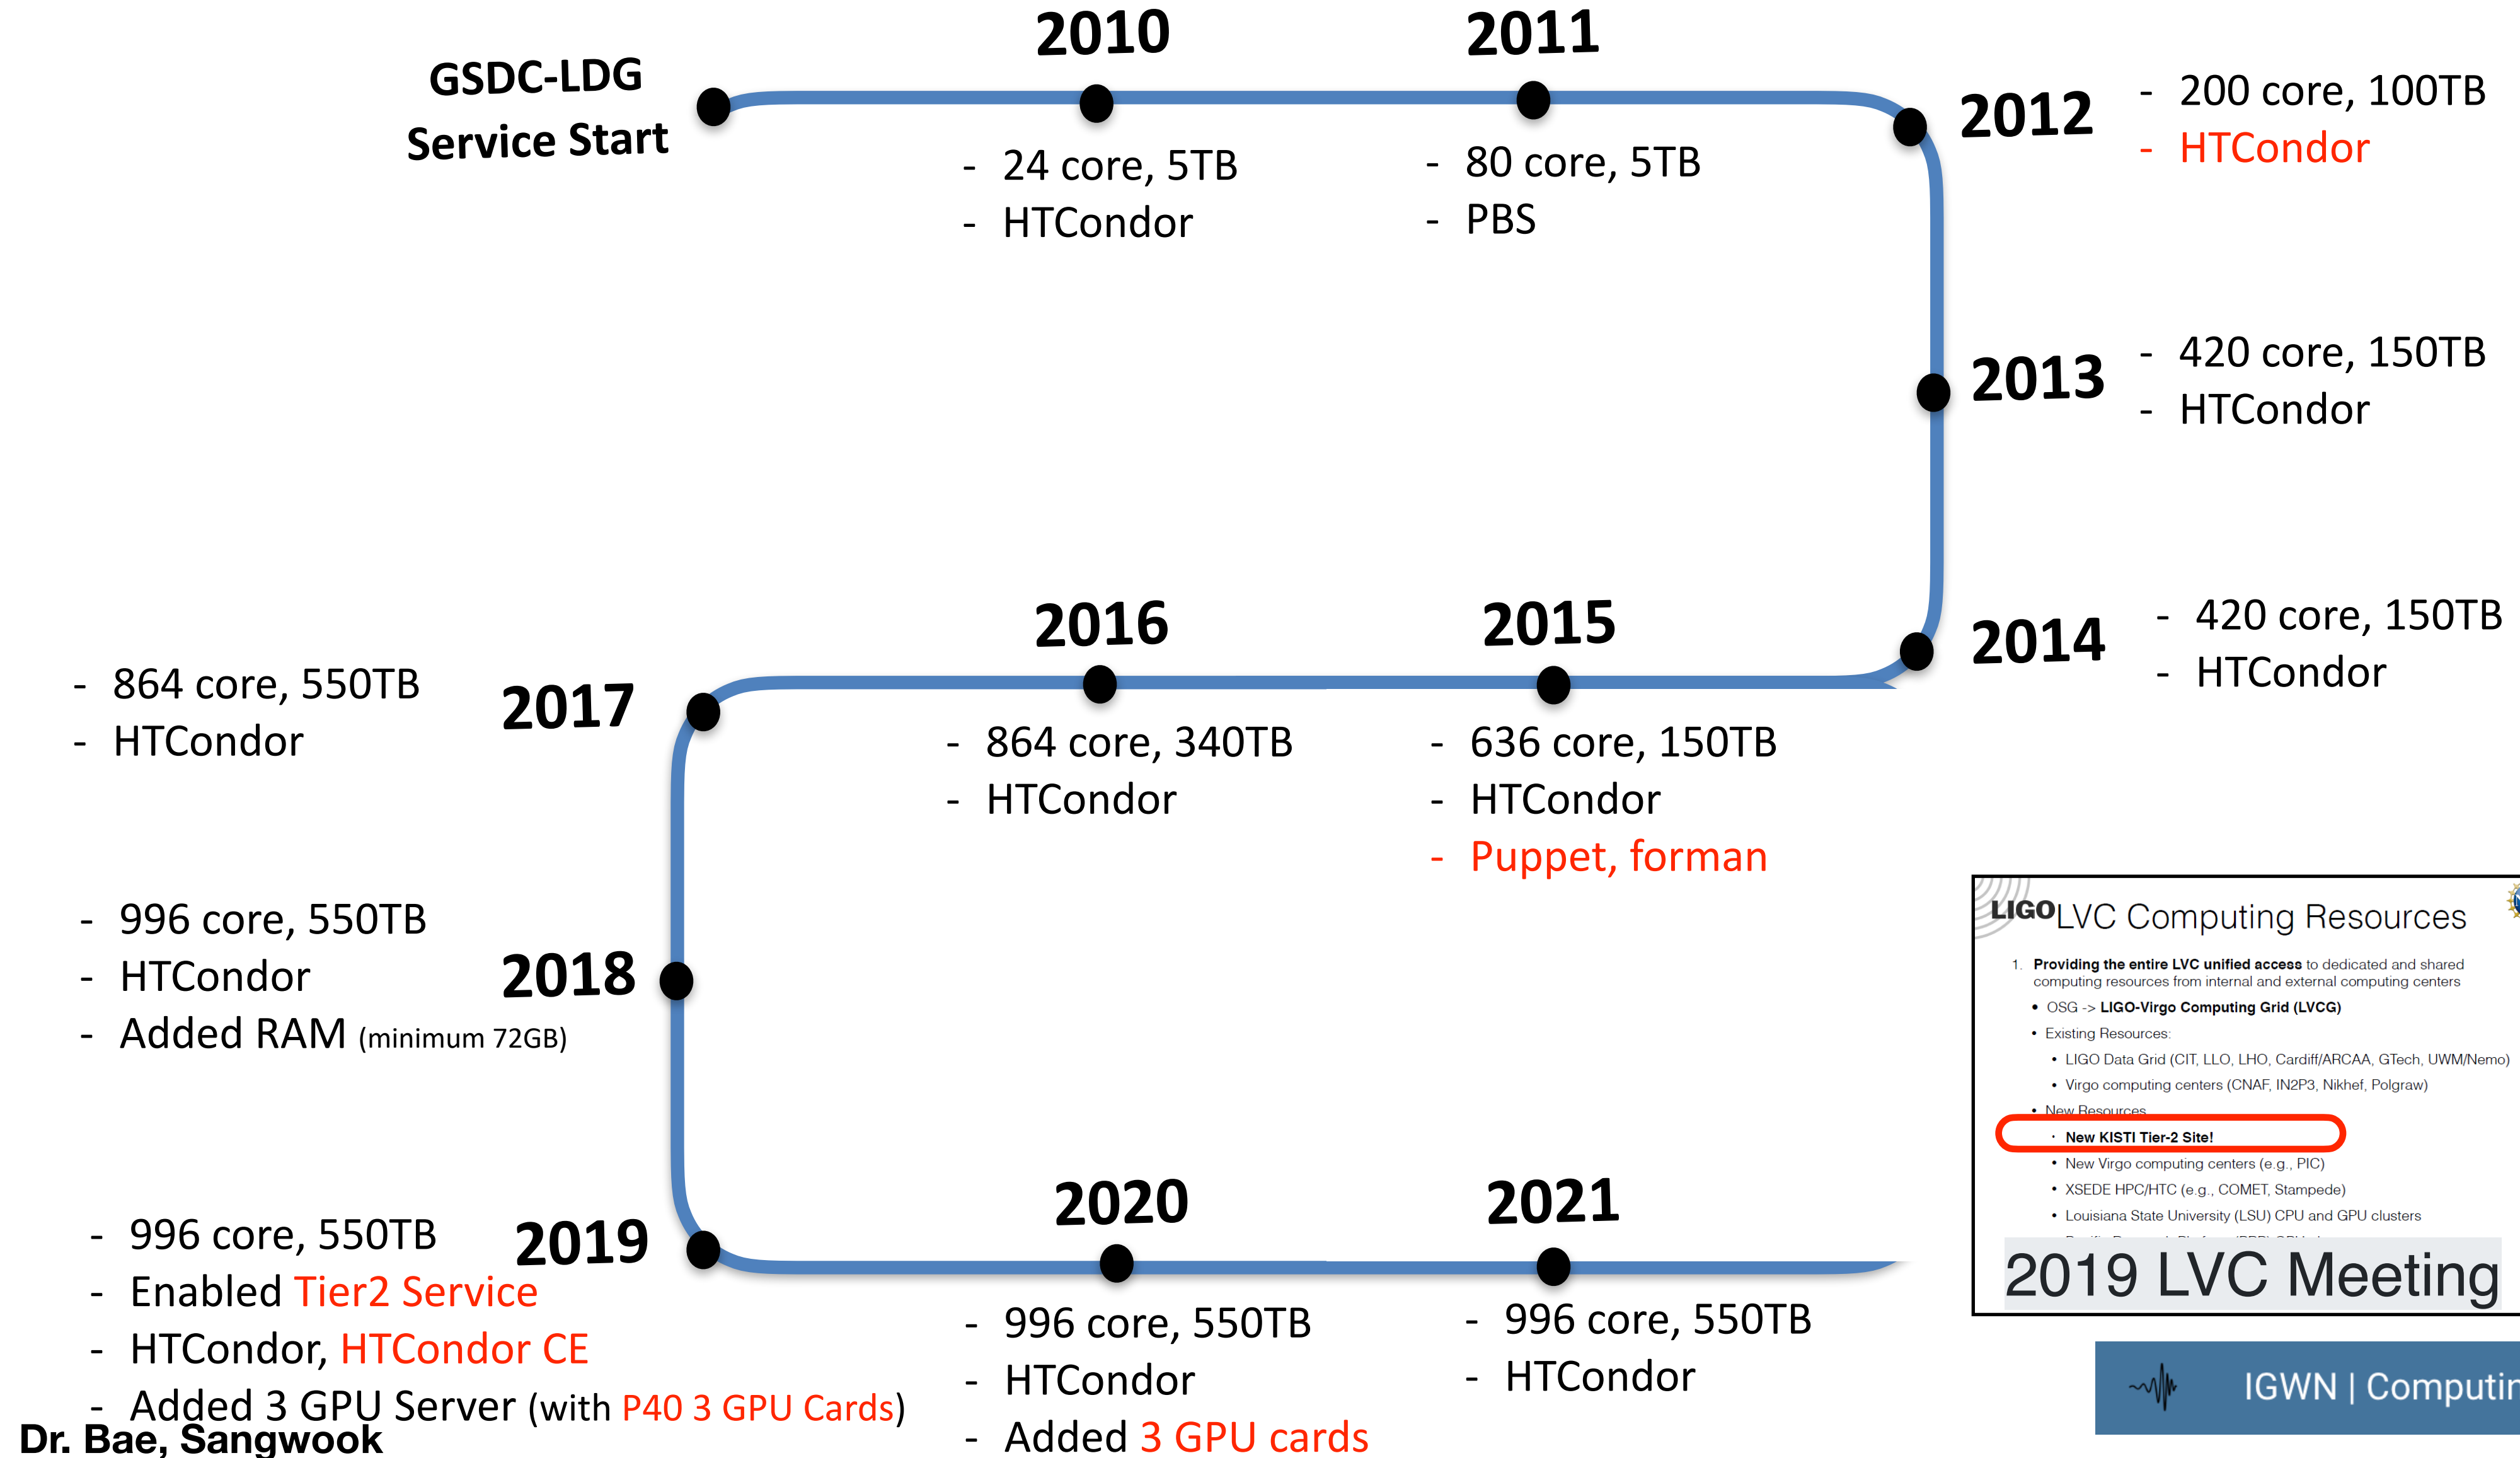 GSDC-LDG
Service Start
2010
- 24 core, 5TB
- HTCondor
2011
- 80 core, 5TB
- PBS
2012
- 200 core, 100TB
- HTCondor
2013
- 420 core, 150TB
- HTCondor
2014
- 420 core, 150TB
- HTCondor
2015
- 636 core, 150TB
- HTCondor
- Puppet, forman
2016
- 864 core, 340TB
- HTCondor
2017
- 864 core, 550TB
- HTCondor
2018
- 996 core, 550TB
- HTCondor
- Added RAM (minimum 72GB)
2019
- 996 core, 550TB
- Enabled Tier2 Service
- HTCondor, HTCondor CE
- Added 3 GPU Server (with P40 3 GPU Cards)
2020
- 996 core, 550TB
- HTCondor
- Added 3 GPU cards
2021
- 996 core, 550TB
- HTCondor
LIGO
LVC Computing Resources
1. Providing the entire LVC unified access to dedicated and shared
computing resources from internal and external computing centers
• OSG -> LIGO-Virgo Computing Grid (LVCG)
• Existing Resources:
• LIGO Data Grid (CIT, LLO, LHO, Cardiff/ARCAA, GTech, UWM/Nemo)
• Virgo computing centers (CNAF, IN2P3, Nikhef, Polgraw)
• New Resources
• New KISTI Tier-2 Site!
• New Virgo computing centers (e.g., PIC)
• XSEDE HPC/HTC (e.g., COMET, Stampede)
• Louisiana State University (LSU) CPU and GPU clusters
2019 LVC Meeting
IGWN | Computin
Dr. Bae, Sangwook